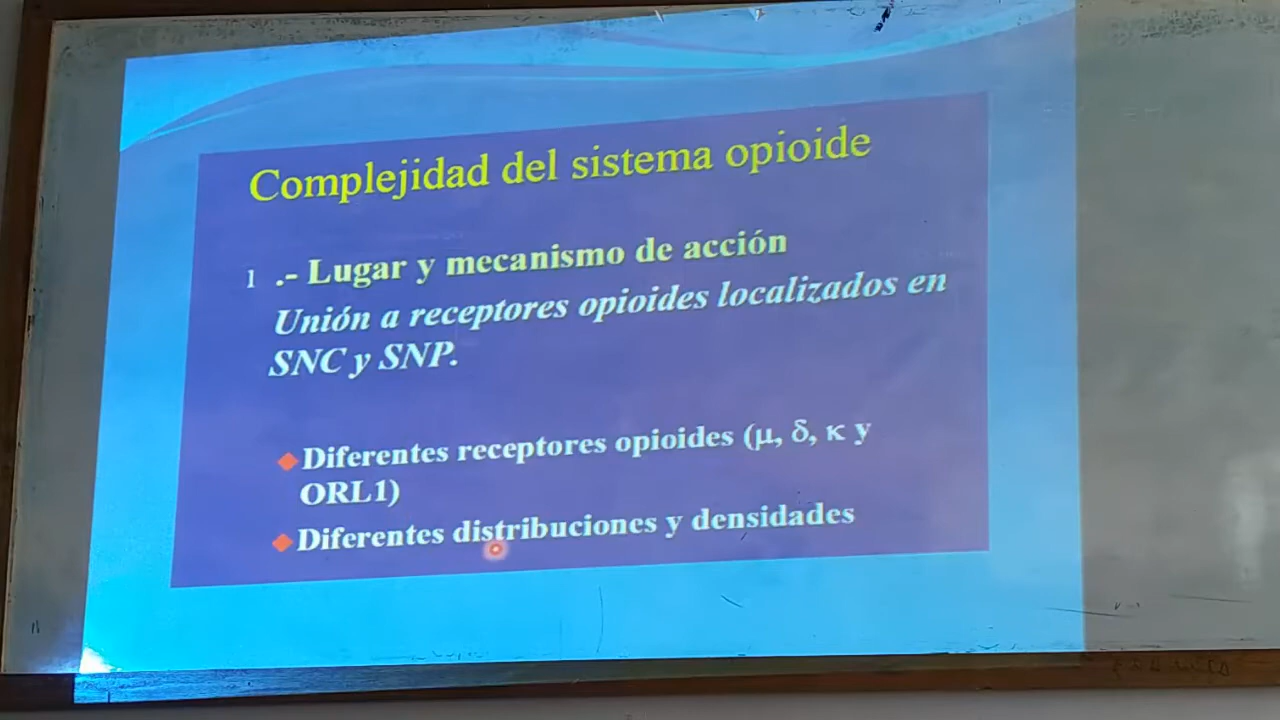 Complejidad del sistema opioide
1 .- Lugar y mecanismo de acción
Unión a receptores opioides localizados en
SNC y SNP.
Diferentes receptores opioides (μ, δ, κ y
ORL1)
Diferentes distribuciones y densidades